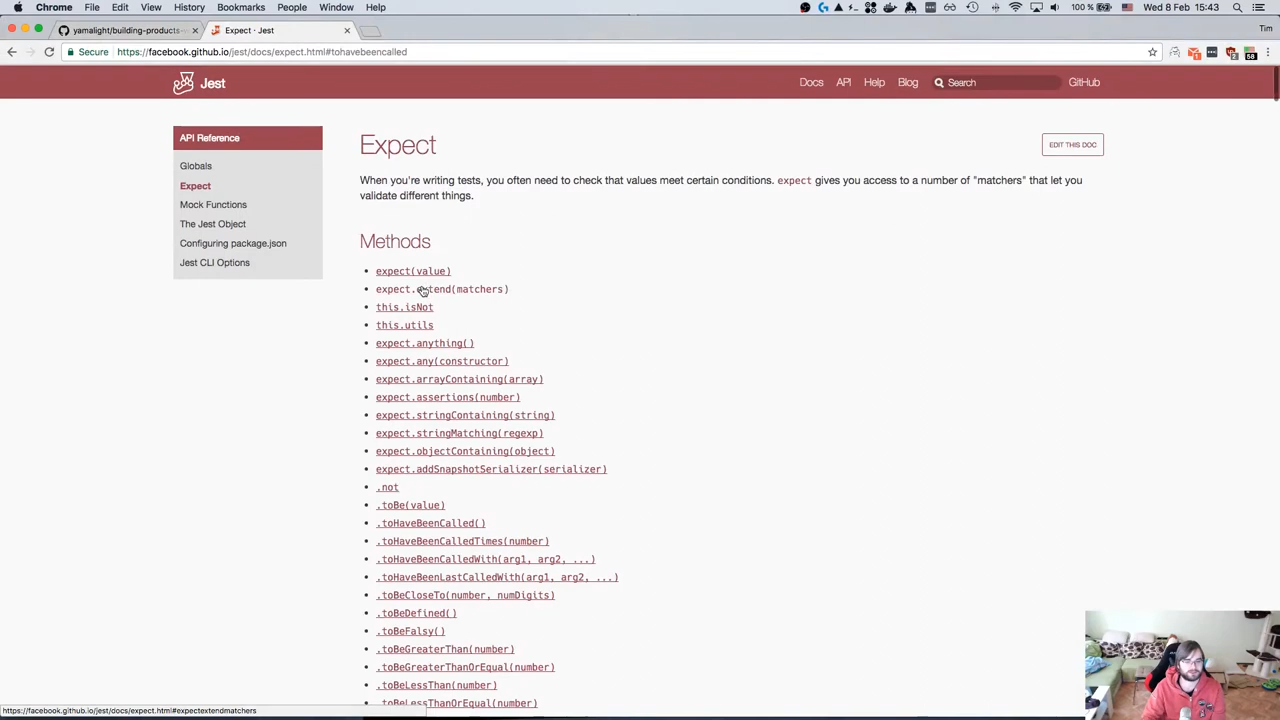 Chrome File Edit View History Bookmarks People Window Help 100 % Wed 8 Feb 15:43
yamalight/building-products- Expect · Jest Tim
Secure https://facebook.github.io/jest/docs/expect.html#tohavebeencalled 2 58
Jest Docs API Help Blog Search GitHub
API Reference
Globals
Expect
Mock Functions
The Jest Object
Configuring package.json
Jest CLI Options
Expect
EDIT THIS DOC
When you're writing tests, you often need to check that values meet certain conditions. expect gives you access to a number of "matchers" that let you
validate different things.
Methods
expect(value)
expect.extend(matchers)
this.isNot
this.utils
expect.anything()
expect.any(constructor)
expect.arrayContaining(array)
expect.assertions(number)
expect.stringContaining(string)
expect.stringMatching(regexp)
expect.objectContaining(object)
expect.addSnapshotSerializer(serializer)
.not
.toBe(value)
.toHaveBeenCalled()
.toHaveBeenCalledTimes(number)
.toHaveBeenCalledWith(arg1, arg2, ...)
.toHaveBeenLastCalledWith(arg1, arg2, ...)
.toBeCloseTo(number, numDigits)
.toBeDefined()
.toBeFalsy()
.toBeGreaterThan(number)
.toBeGreaterThanOrEqual(number)
.toBeLessThan(number)
.toBeLessThanOrEqual(number)
https://facebook.github.io/jest/docs/expect.html#expectextendmatchers